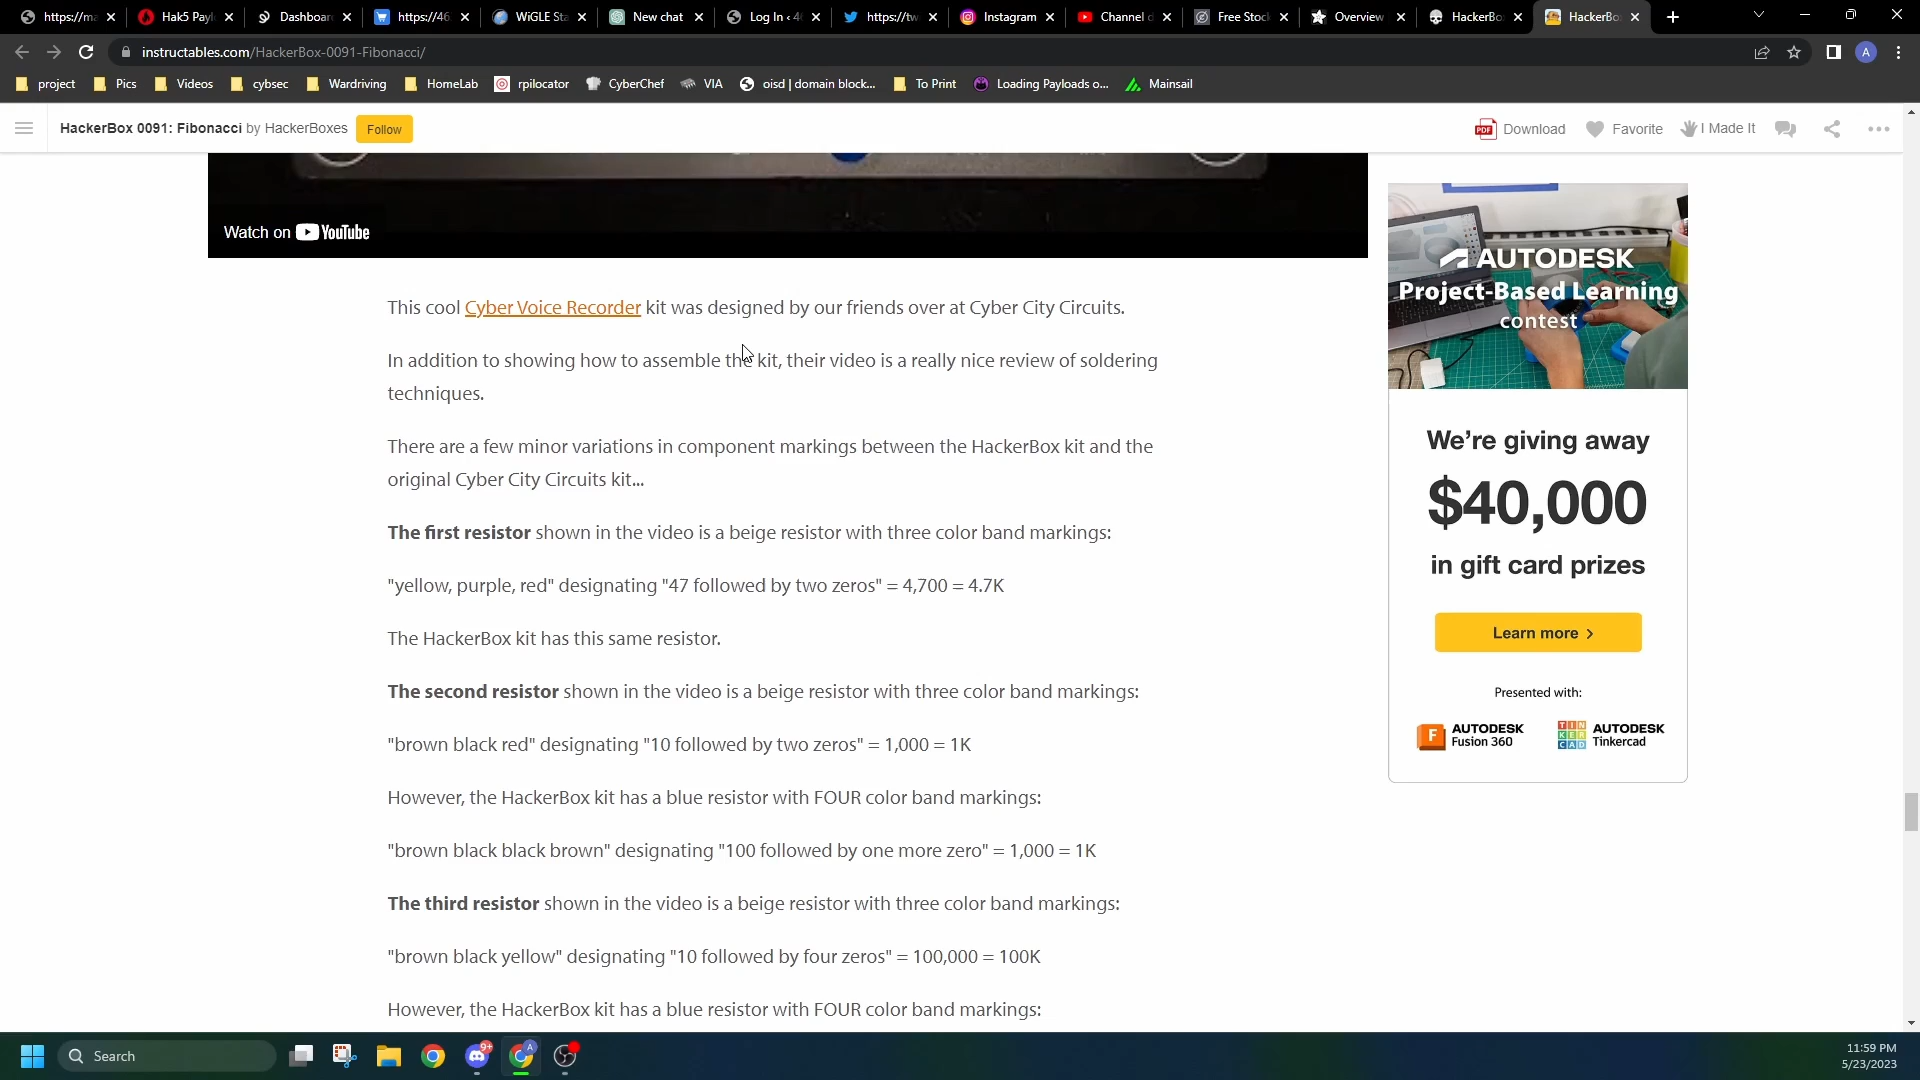 https://ma
Hak5 Payl
Dashboar
https://46
WiGLE Sta
New chat
Log In ‹ 4
https://tw
Instagram
Channel d
Free Stoc
Overview
HackerBo
HackerBo
instructables.com/HackerBox-0091-Fibonacci/
A
project
Pics
Videos
cybsec
Wardriving
HomeLab
rpilocator
CyberChef
VIA
oisd | domain block...
To Print
Loading Payloads o...
Mainsail
HackerBox 0091: Fibonacci by HackerBoxes
Follow
PDF
Download
Favorite
I Made It
Watch on YouTube
This cool Cyber Voice Recorder kit was designed by our friends over at Cyber City Circuits.
In addition to showing how to assemble the kit, their video is a really nice review of soldering
techniques.
There are a few minor variations in component markings between the HackerBox kit and the
original Cyber City Circuits kit...
The first resistor shown in the video is a beige resistor with three color band markings:
"yellow, purple, red" designating "47 followed by two zeros" = 4,700 = 4.7K
The HackerBox kit has this same resistor.
The second resistor shown in the video is a beige resistor with three color band markings:
"brown black red" designating "10 followed by two zeros" = 1,000 = 1K
However, the HackerBox kit has a blue resistor with FOUR color band markings:
"brown black black brown" designating "100 followed by one more zero" = 1,000 = 1K
The third resistor shown in the video is a beige resistor with three color band markings:
"brown black yellow" designating "10 followed by four zeros" = 100,000 = 100K
However, the HackerBox kit has a blue resistor with FOUR color band markings:
AUTODESK
Project-Based Learning
contest
We're giving away
$40,000
in gift card prizes
Learn more ›
Presented with:
F
AUTODESK
Fusion 360
TIN
KER
CAD
AUTODESK
Tinkercad
Search
9+
A
11:59 PM
5/23/2023